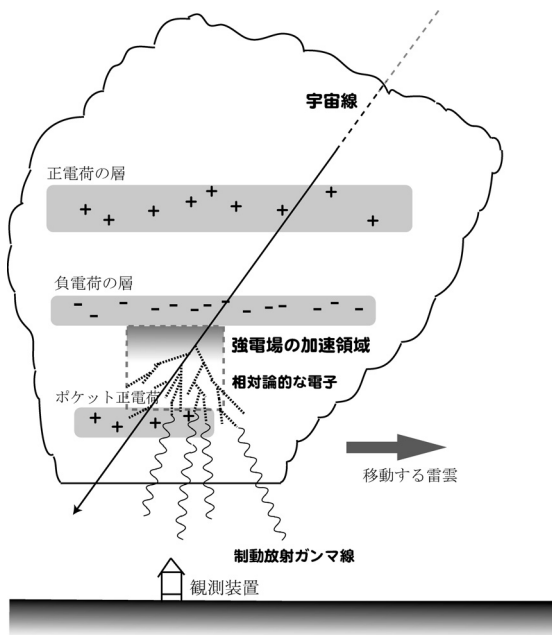 宇宙線
正電荷の層
負電荷の層
強電場の加速領域
相対論的な電子
ポケット正電荷
移動する雷雲
制動放射ガンマ線
観測装置